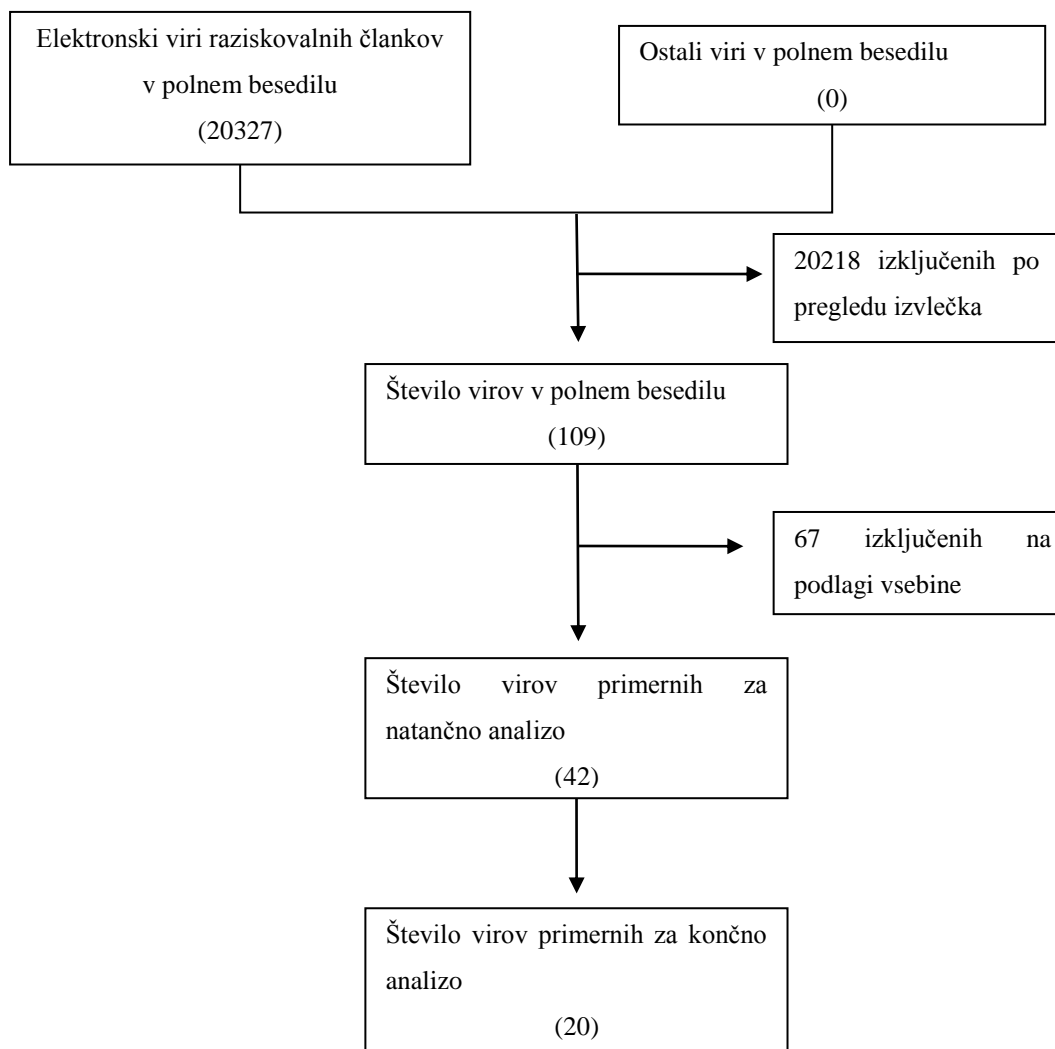 Elektronski viri raziskovalnih člankov
v polnem besedilu
(20327)
Ostali viri v polnem besedilu
(0)
20218 izključenih po
pregledu izvlečka
Število virov v polnem besedilu
(109)
67 izključenih na
podlagi vsebine
Število virov primernih za
natančno analizo
(42)
Število virov primernih za končno
analizo
(20)